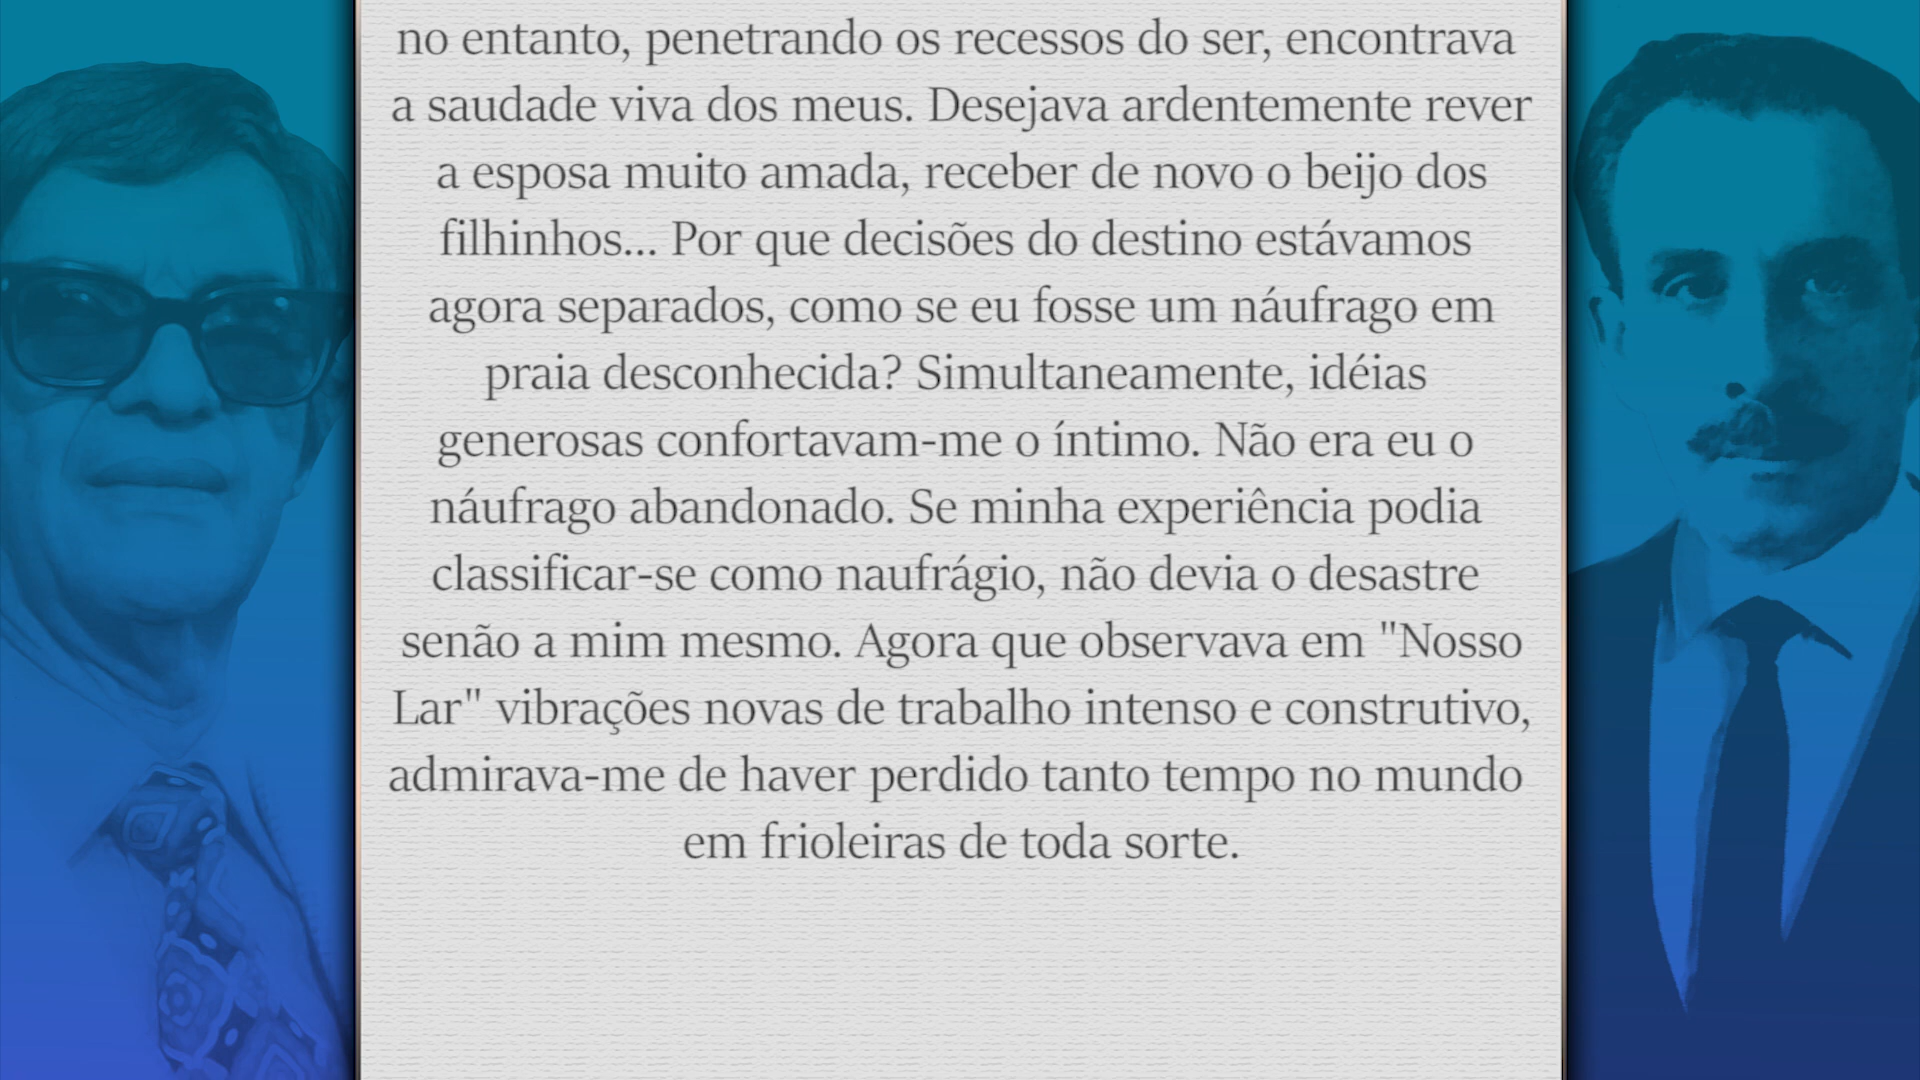 no entanto, penetrando os recessos do ser, encontrava
a saudade viva dos meus. Desejava ardentemente rever
a esposa muito amada, receber de novo o beijo dos
filhinhos... Por que decisões do destino estávamos
agora separados, como se eu fosse um náufrago em
praia desconhecida? Simultaneamente, idéias
generosas confortavam-me o íntimo. Não era eu o
náufrago abandonado. Se minha experiência podia
classificar-se como naufrágio, não devia o desastre
senão a mim mesmo. Agora que observava em "Nosso
Lar" vibrações novas de trabalho intenso e construtivo,
admirava-me de haver perdido tanto tempo no mundo
em frioleiras de toda sorte.